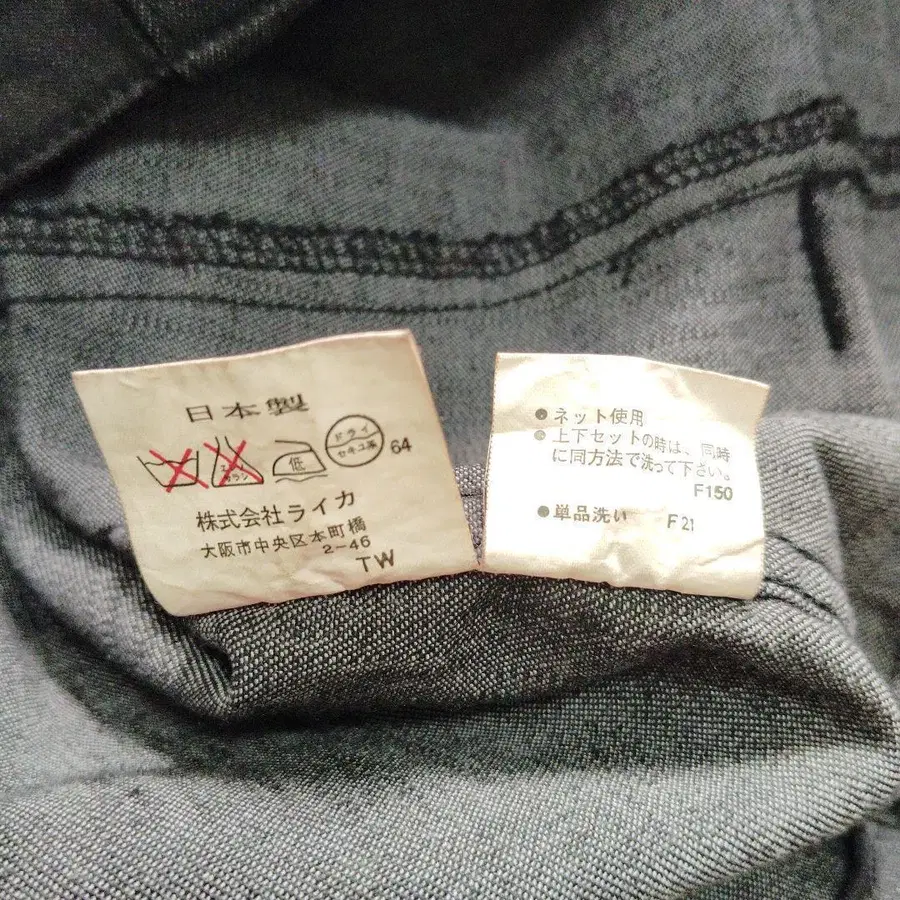 日本製
低
ドライ
セキユ系
64
株式会社ライカ
大阪市中央区本町橋
2-46
TW
● ネット使用
● 上下セットの時は、同時
に同方法で洗って下さい。
F150
● 単品洗い F21